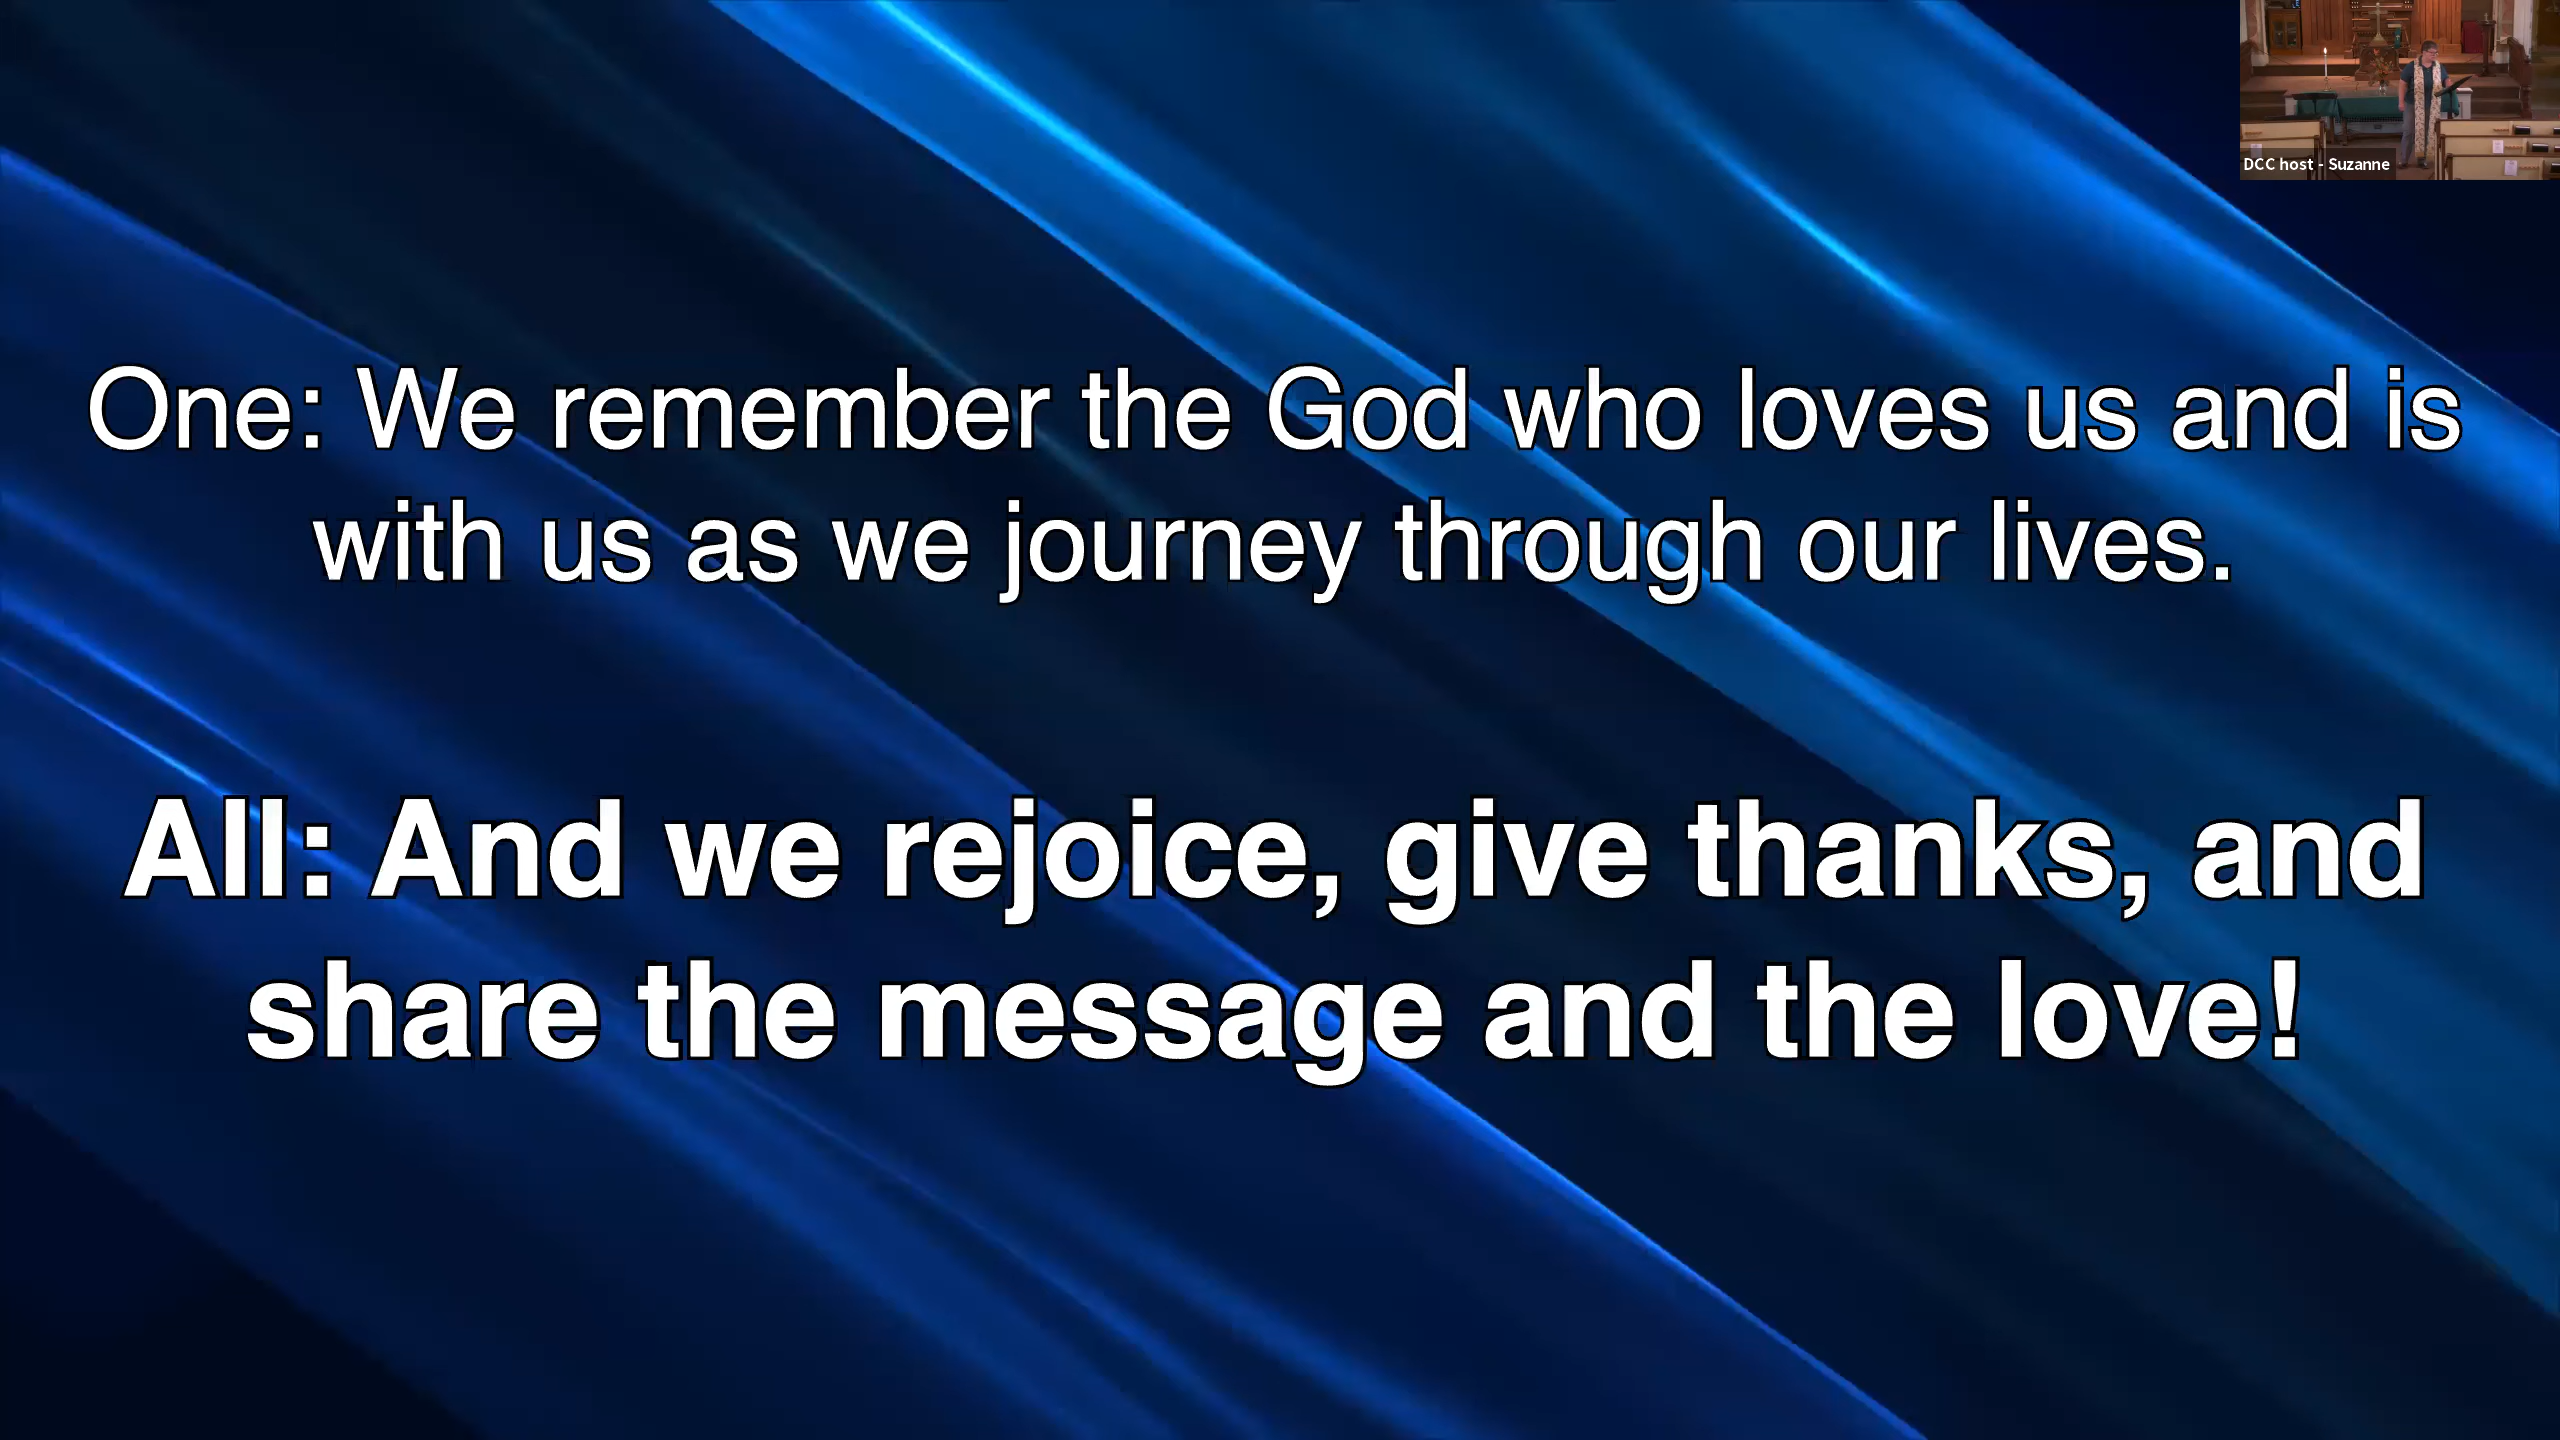 DCC host - Suzanne
One: We remember the God who loves us and is
with us as we journey through our lives.
All: And we rejoice, give thanks, and
share the message and the love!